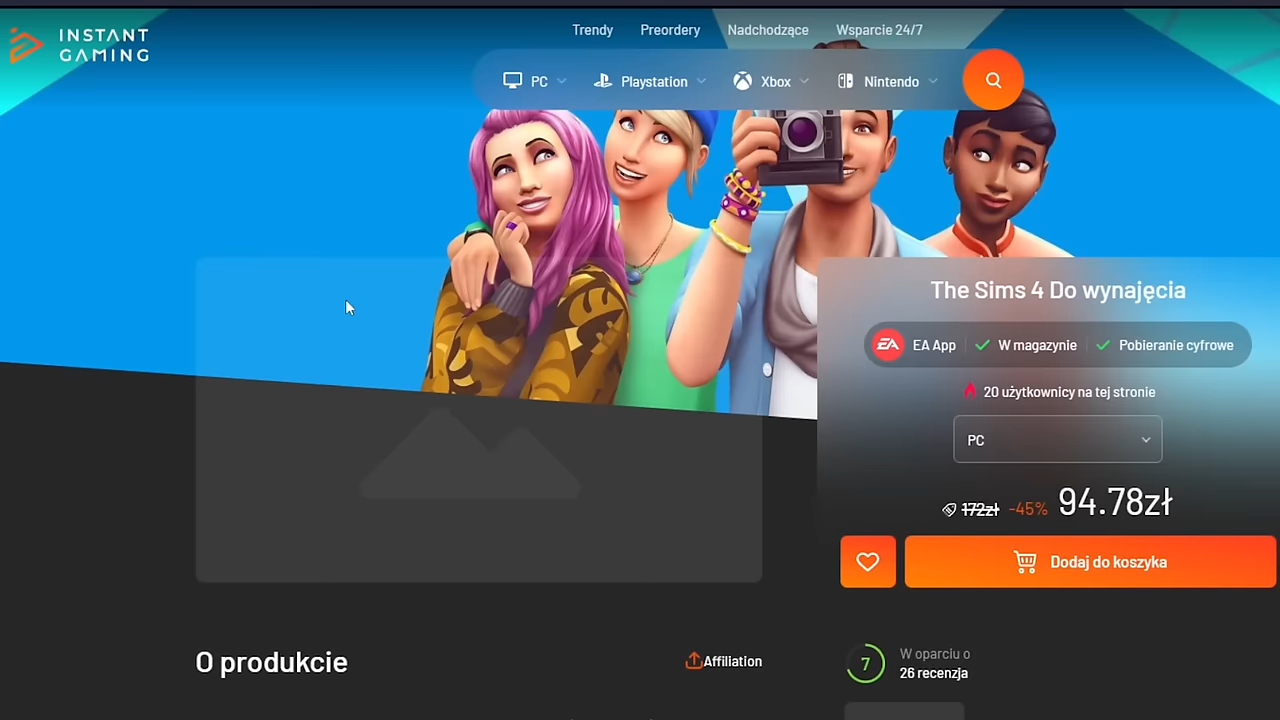 INSTANT
GAMING
Trendy
Preordery
Nadchodzące
Wsparcie 24/7
PC
Playstation
Xbox
Nintendo
The Sims 4 Do wynajęcia
EA
EA App
W magazynie
Pobieranie cyfrowe
20 użytkownicy na tej stronie
PC
172zł -45% 94.78zł
Dodaj do koszyka
O produkcie
Affiliation
7
W oparciu o
26 recenzja